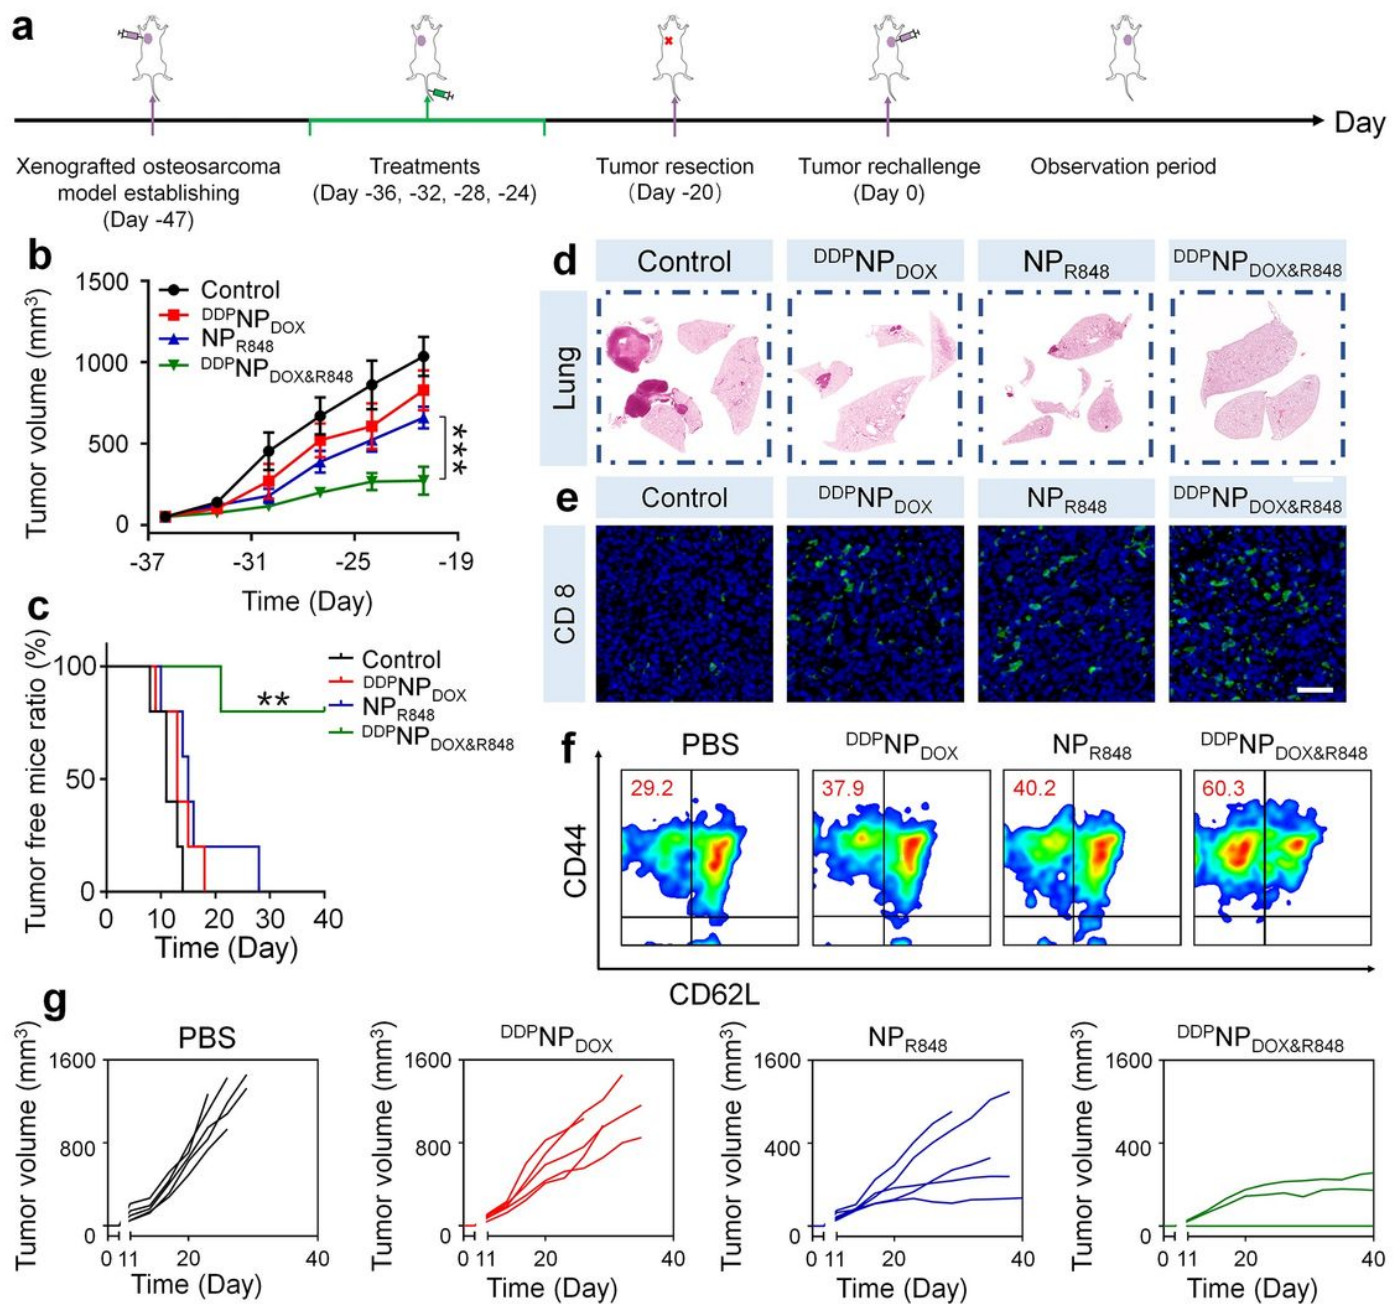 a
Day
Xenografted osteosarcoma
model establishing
(Day -47)
Treatments
(Day -36, -32, -28, -24)
Tumor resection
(Day -20)
Tumor rechallenge
(Day 0)
Observation period
b
Tumor volume (mm³)
1500
1000
500
0
-37 -31 -25 -19
Time (Day)
Control
DDPNPDOX
NPR848
DDPNPDOX&R848
***
c
Tumor free mice ratio (%)
100
50
0
0 10 20 30 40
Time (Day)
Control
DDPNPDOX
NPR848
DDPNPDOX&R848
**
d
Control DDPNPDOX NPR848 DDPNPDOX&R848
Lung
e
Control DDPNPDOX NPR848 DDPNPDOX&R848
CD 8
f
PBS DDPNPDOX NPR848 DDPNPDOX&R848
29.2 37.9 40.2 60.3
CD44
CD62L
g
PBS
Tumor volume (mm³)
1600
800
0
0 11 20 40
Time (Day)
DDPNPDOX
Tumor volume (mm³)
1600
800
0
0 11 20 40
Time (Day)
NPR848
Tumor volume (mm³)
1600
400
0
0 11 20 40
Time (Day)
DDPNPDOX&R848
Tumor volume (mm³)
1600
400
0
0 11 20 40
Time (Day)